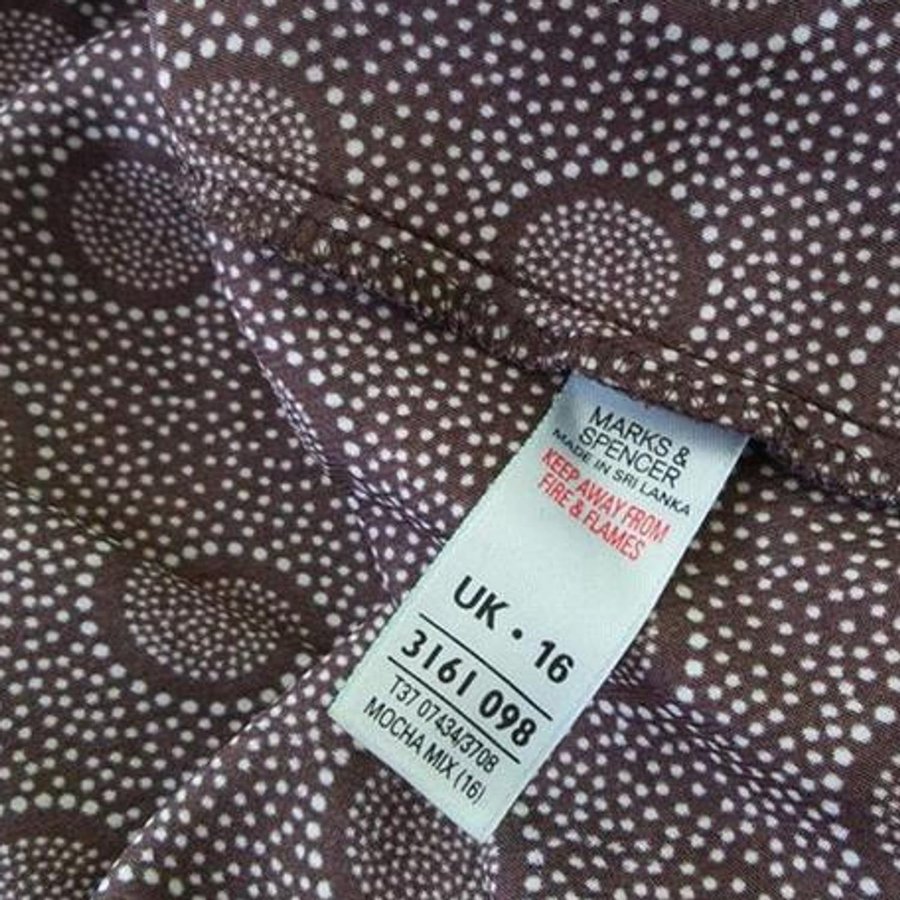 MARKS &
SPENCER
MADE IN SRI LANKA
KEEP AWAY FROM
FIRE & FLAMES
UK • 16
3161 098
T37 07434/3708
MOCHA MIX (16)